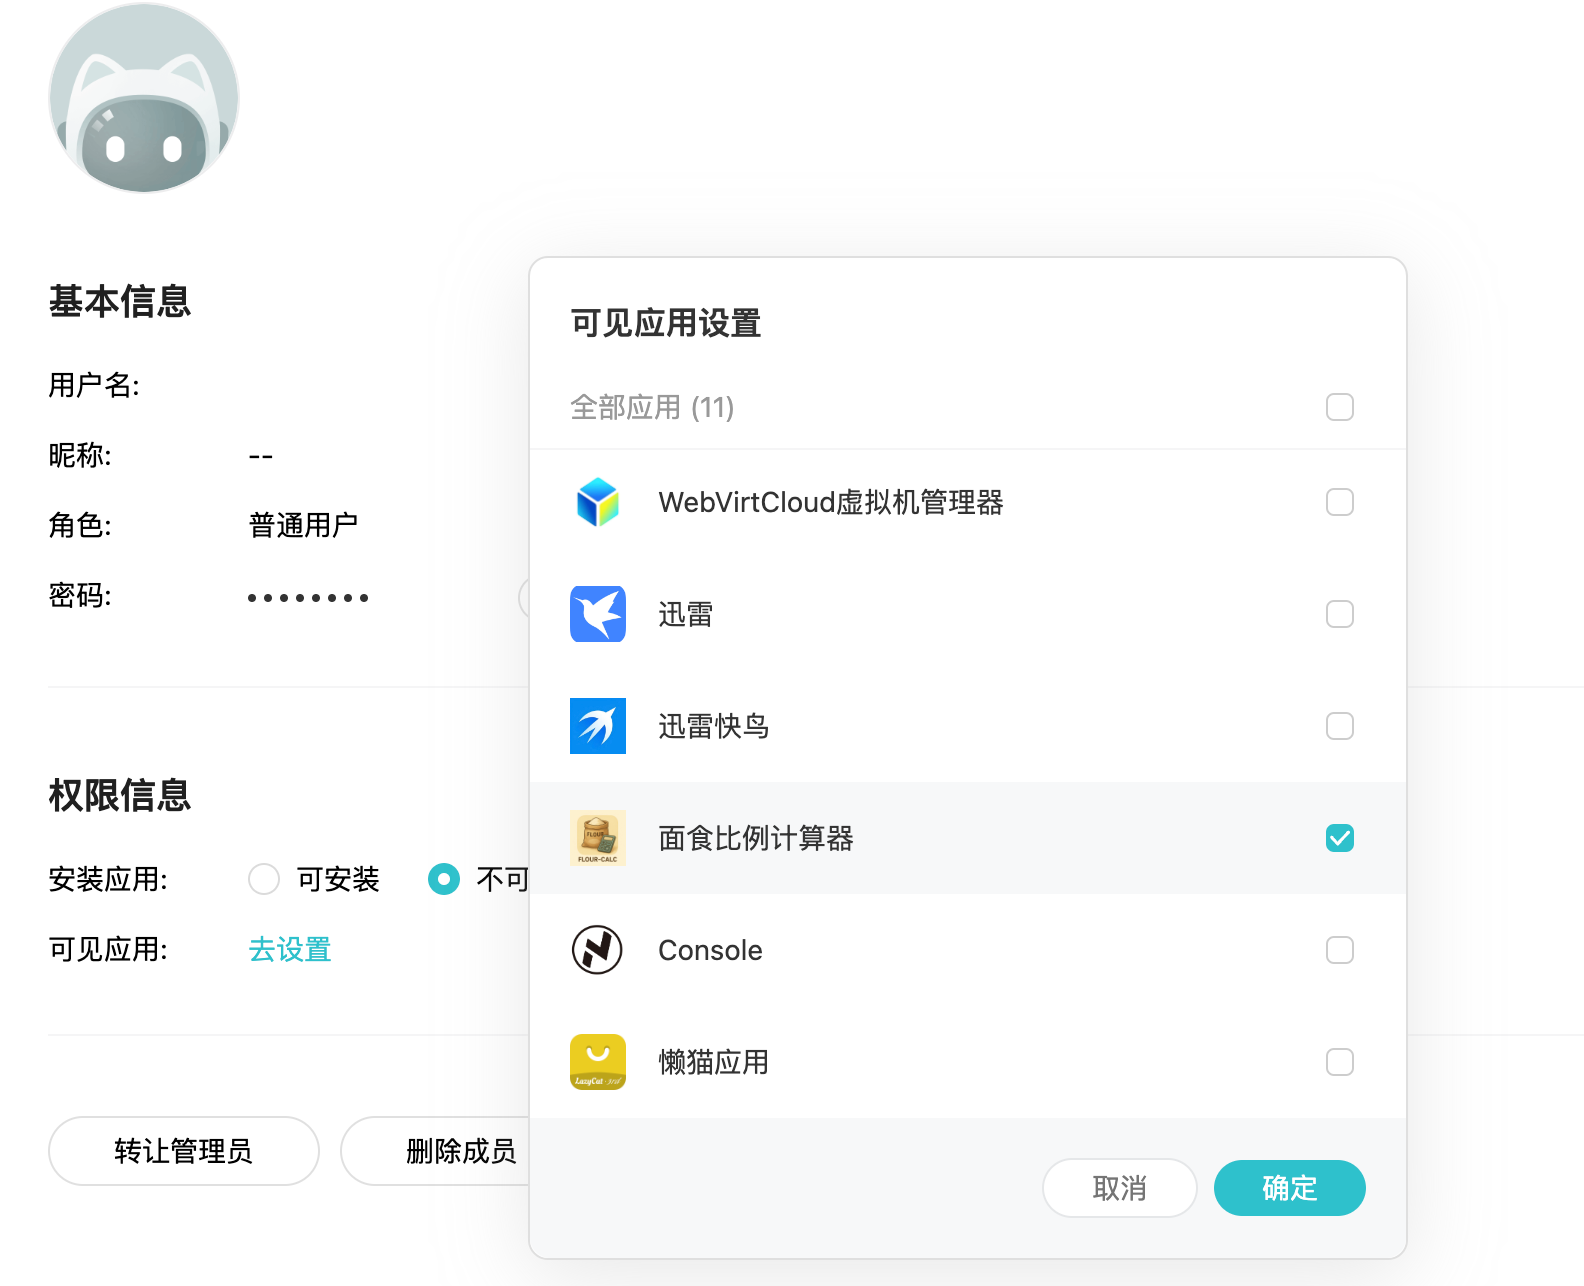 基本信息
用户名:
昵称:
--
角色:
普通用户
密码:
••••••••
权限信息
安装应用:
可安装
不可
可见应用:
去设置
转让管理员
删除成员
可见应用设置
全部应用 (11)
WebVirtCloud虚拟机管理器
迅雷
迅雷快鸟
FLOUR
FLOUR-CALC
面食比例计算器
Console
LazyCat
懒猫应用
取消
确定